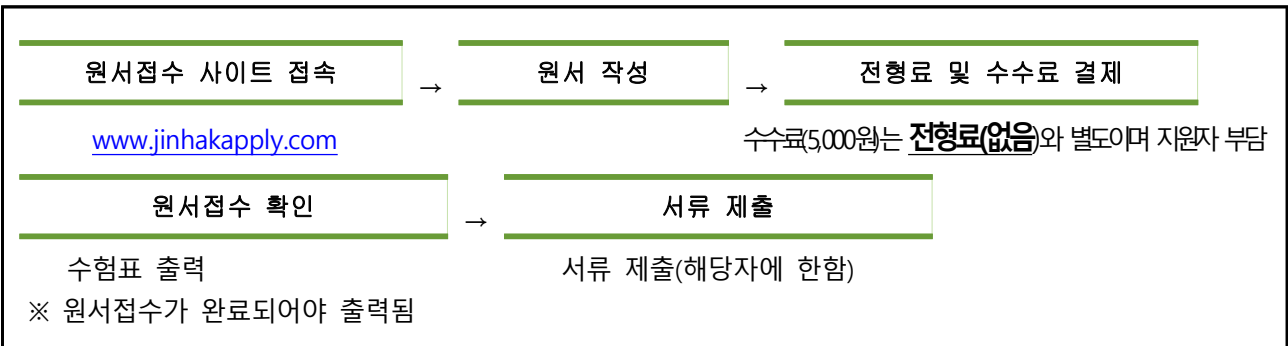 원서접수 사이트 접속 → 원서 작성 → 전형료 및 수수료 결제
www.jinhakapply.com 수수료(5,000원)는 전형료(없음)와 별도이며 지원자 부담
원서접수 확인 → 서류 제출
수험표 출력 서류 제출(해당자에 한함)
※ 원서접수가 완료되어야 출력됨